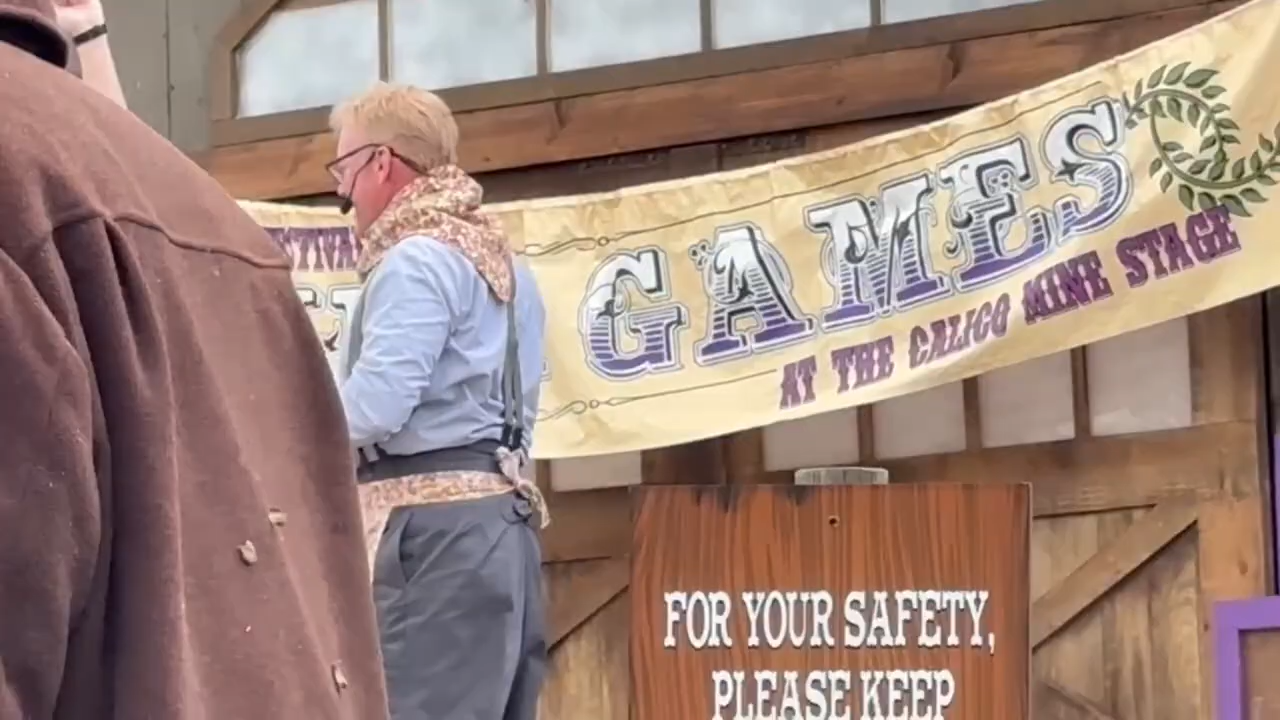 GAMES
AT THE CALICO MINE STAGE
FOR YOUR SAFETY,
PLEASE KEEP